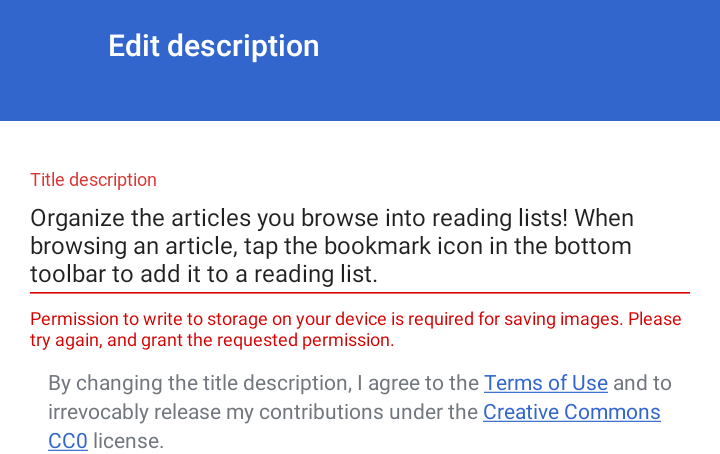 Edit description
Title description
Organize the articles you browse into reading lists! When
browsing an article, tap the bookmark icon in the bottom
toolbar to add it to a reading list.
Permission to write to storage on your device is required for saving images. Please
try again, and grant the requested permission.
By changing the title description, I agree to the Terms of Use and to
irrevocably release my contributions under the Creative Commons
CC0 license.